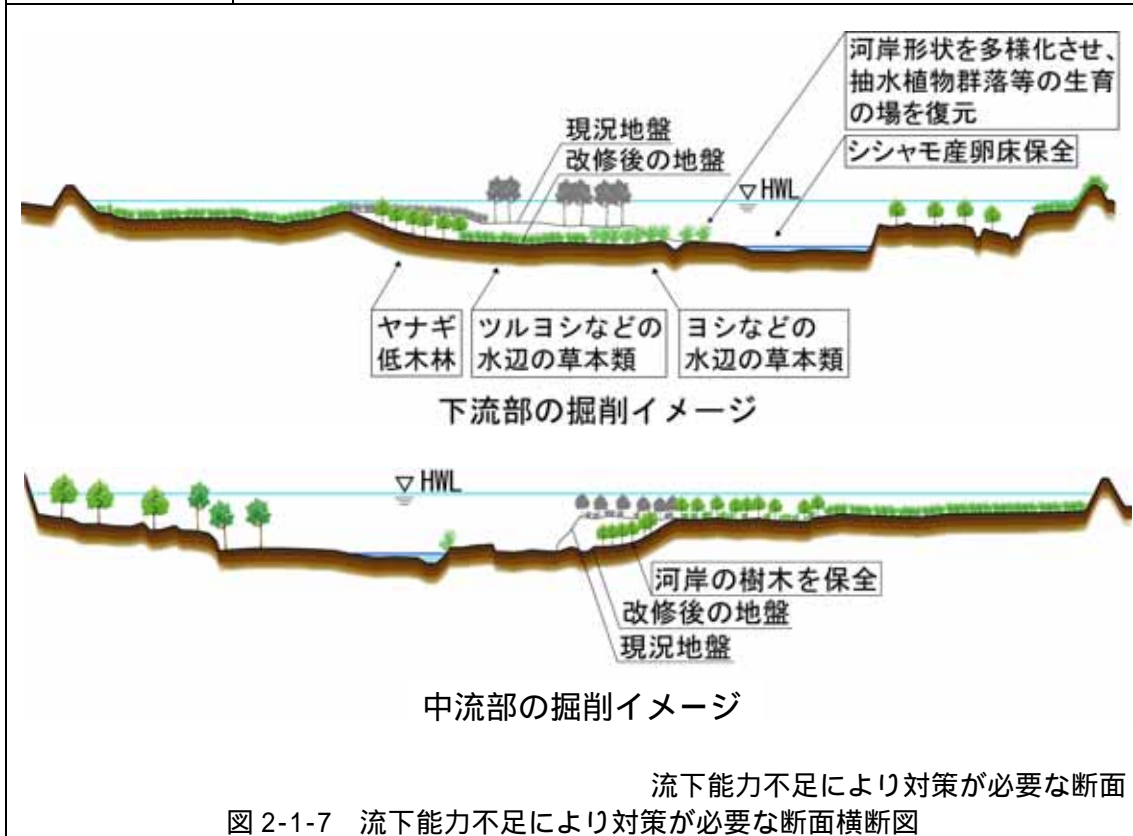 河岸形状を多様化させ、
抽水植物群落等の生育
の場を復元
現況地盤
改修後の地盤
シシャモ産卵床保全
▽HWL
ヤナギ
低木林
ツルヨシなどの
水辺の草本類
ヨシなどの
水辺の草本類
下流部の掘削イメージ
▽HWL
河岸の樹木を保全
改修後の地盤
現況地盤
中流部の掘削イメージ
流下能力不足により対策が必要な断面
図 2-1-7 流下能力不足により対策が必要な断面横断図